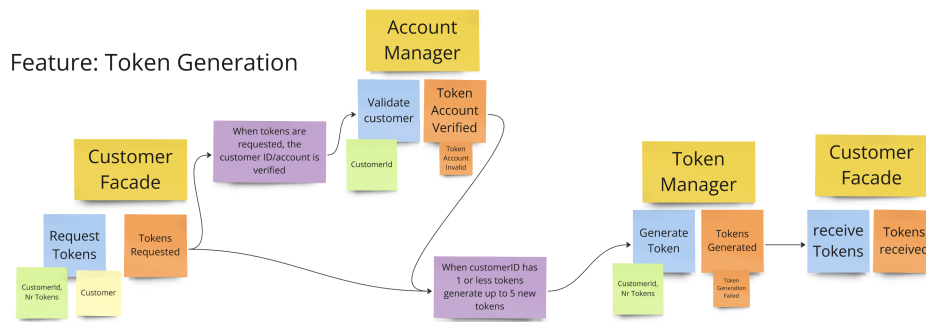 Feature: Token Generation
Account
Manager
Validate
customer
Token
Account
Verified
CustomerId
Token
Account
Invalid
When tokens are
requested, the
customer ID/account is
verified
Customer
Facade
Request
Tokens
Tokens
Requested
CustomerId,
Nr Tokens
Customer
When customerID has
1 or less tokens
generate up to 5 new
tokens
Token
Manager
Generate
Token
Tokens
Generated
CustomerId,
Nr Tokens
Token
Generation
Failed
Customer
Facade
receive
Tokens
Tokens
received